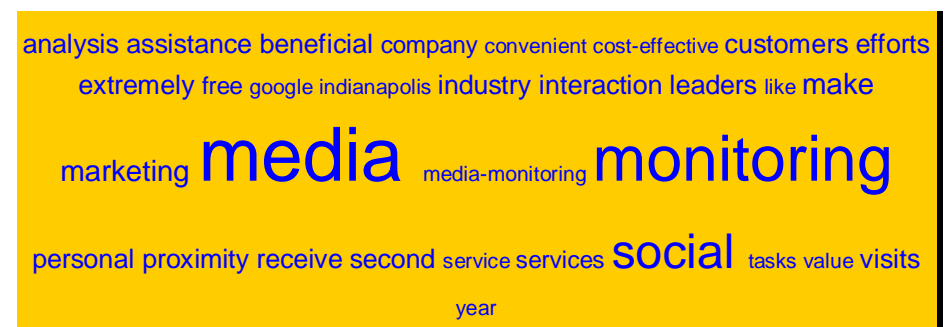 analysis assistance beneficial company convenient cost-effective customers efforts
extremely free google indianapolis industry interaction leaders like make
marketing media media-monitoring monitoring
personal proximity receive second service services social tasks value visits
year